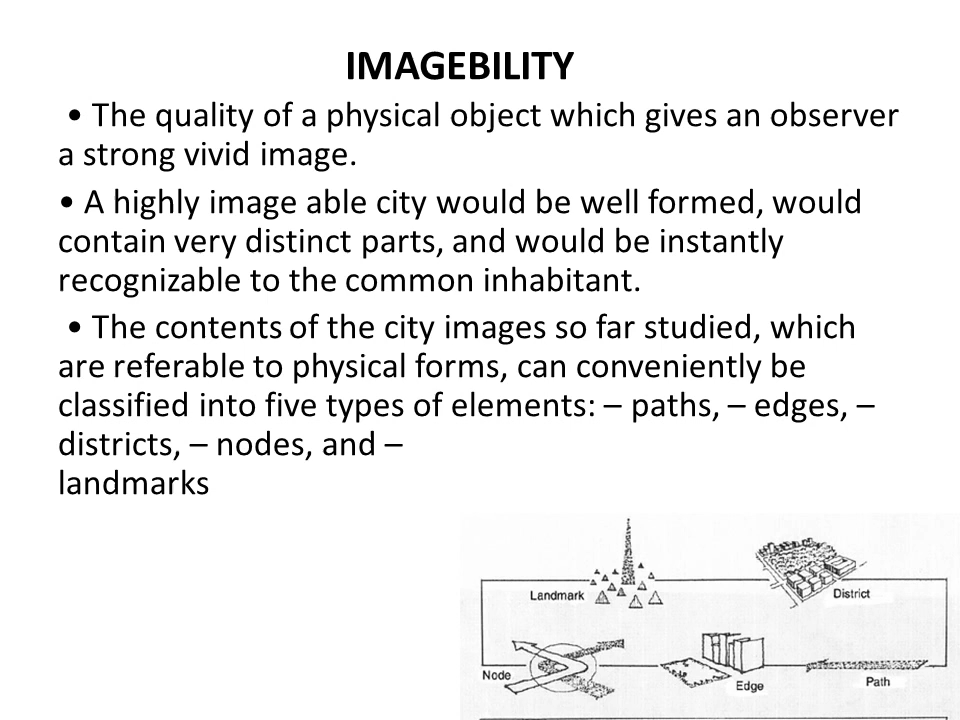 IMAGEBILITY
• The quality of a physical object which gives an observer
a strong vivid image.
• A highly image able city would be well formed, would
contain very distinct parts, and would be instantly
recognizable to the common inhabitant.
• The contents of the city images so far studied, which
are referable to physical forms, can conveniently be
classified into five types of elements: – paths, – edges, –
districts, – nodes, and –
landmarks
Landmark
District
Node
Edge
Path